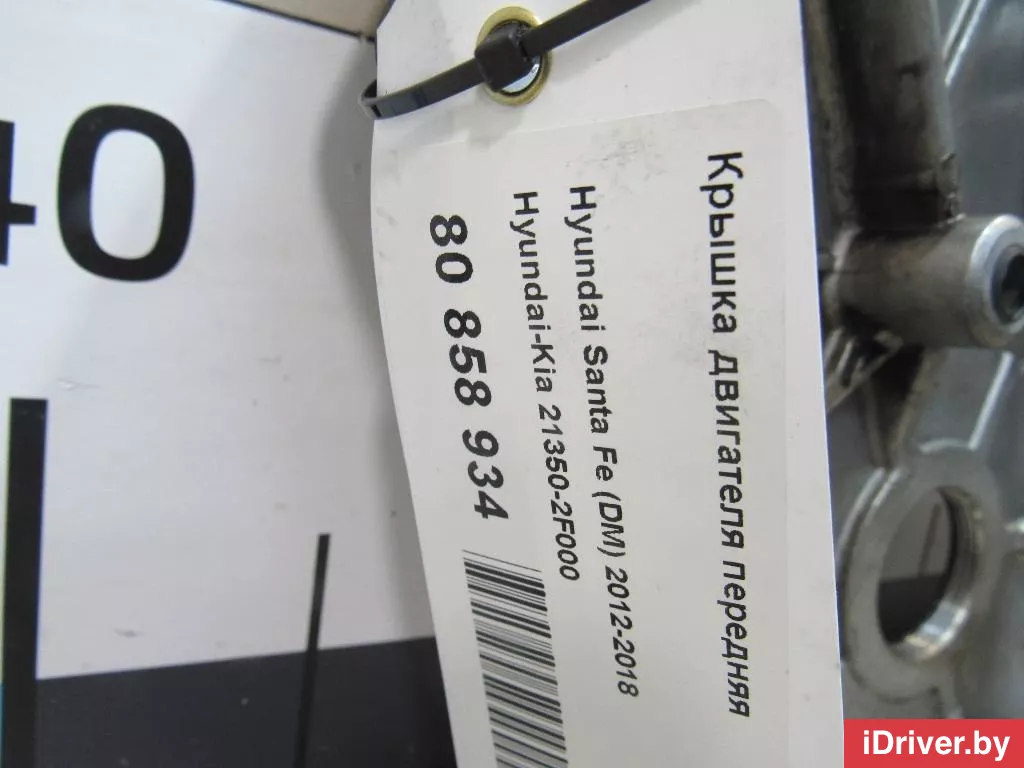 Крышка двигателя передняя
Hyundai Santa Fe (DM) 2012-2018
Hyundai-Kia 21350-2F000
80 858 934
40
iDriver.by